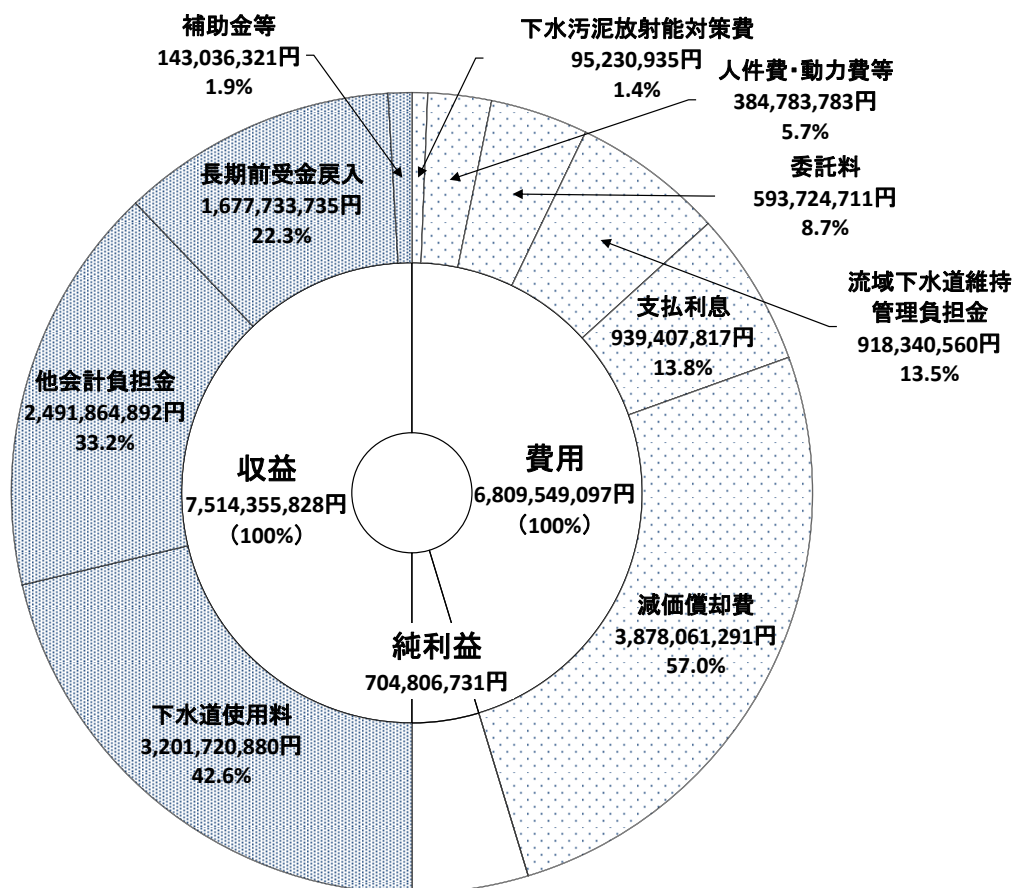 補助金等
143,036,321円
1.9%
下水汚泥放射能対策費
95,230,935円
1.4%
人件費・動力費等
384,783,783円
5.7%
委託料
593,724,711円
8.7%
流域下水道維持
管理負担金
918,340,560円
13.5%
支払利息
939,407,817円
13.8%
長期前受金戻入
1,677,733,735円
22.3%
他会計負担金
2,491,864,892円
33.2%
収益
7,514,355,828円
（100%）
費用
6,809,549,097円
（100%）
減価償却費
3,878,061,291円
57.0%
純利益
704,806,731円
下水道使用料
3,201,720,880円
42.6%